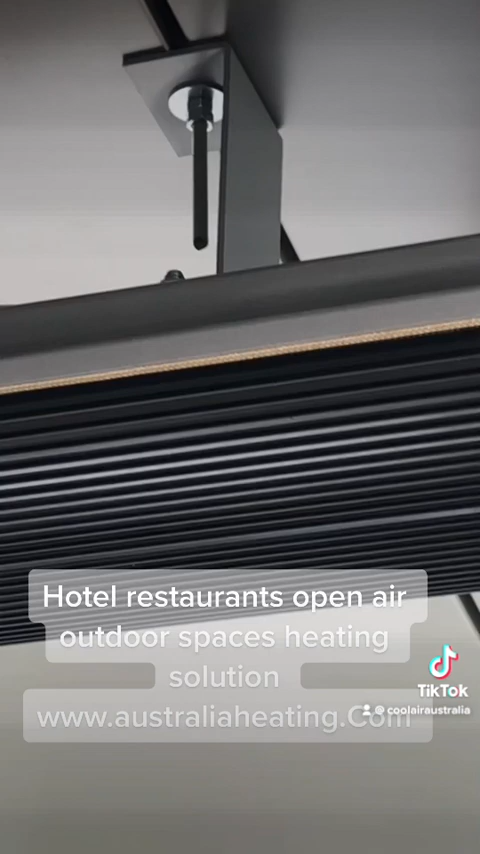 Hotel restaurants open air
outdoor spaces heating
solution
www.australiaheating.Com
TikTok
@coolairaustralia